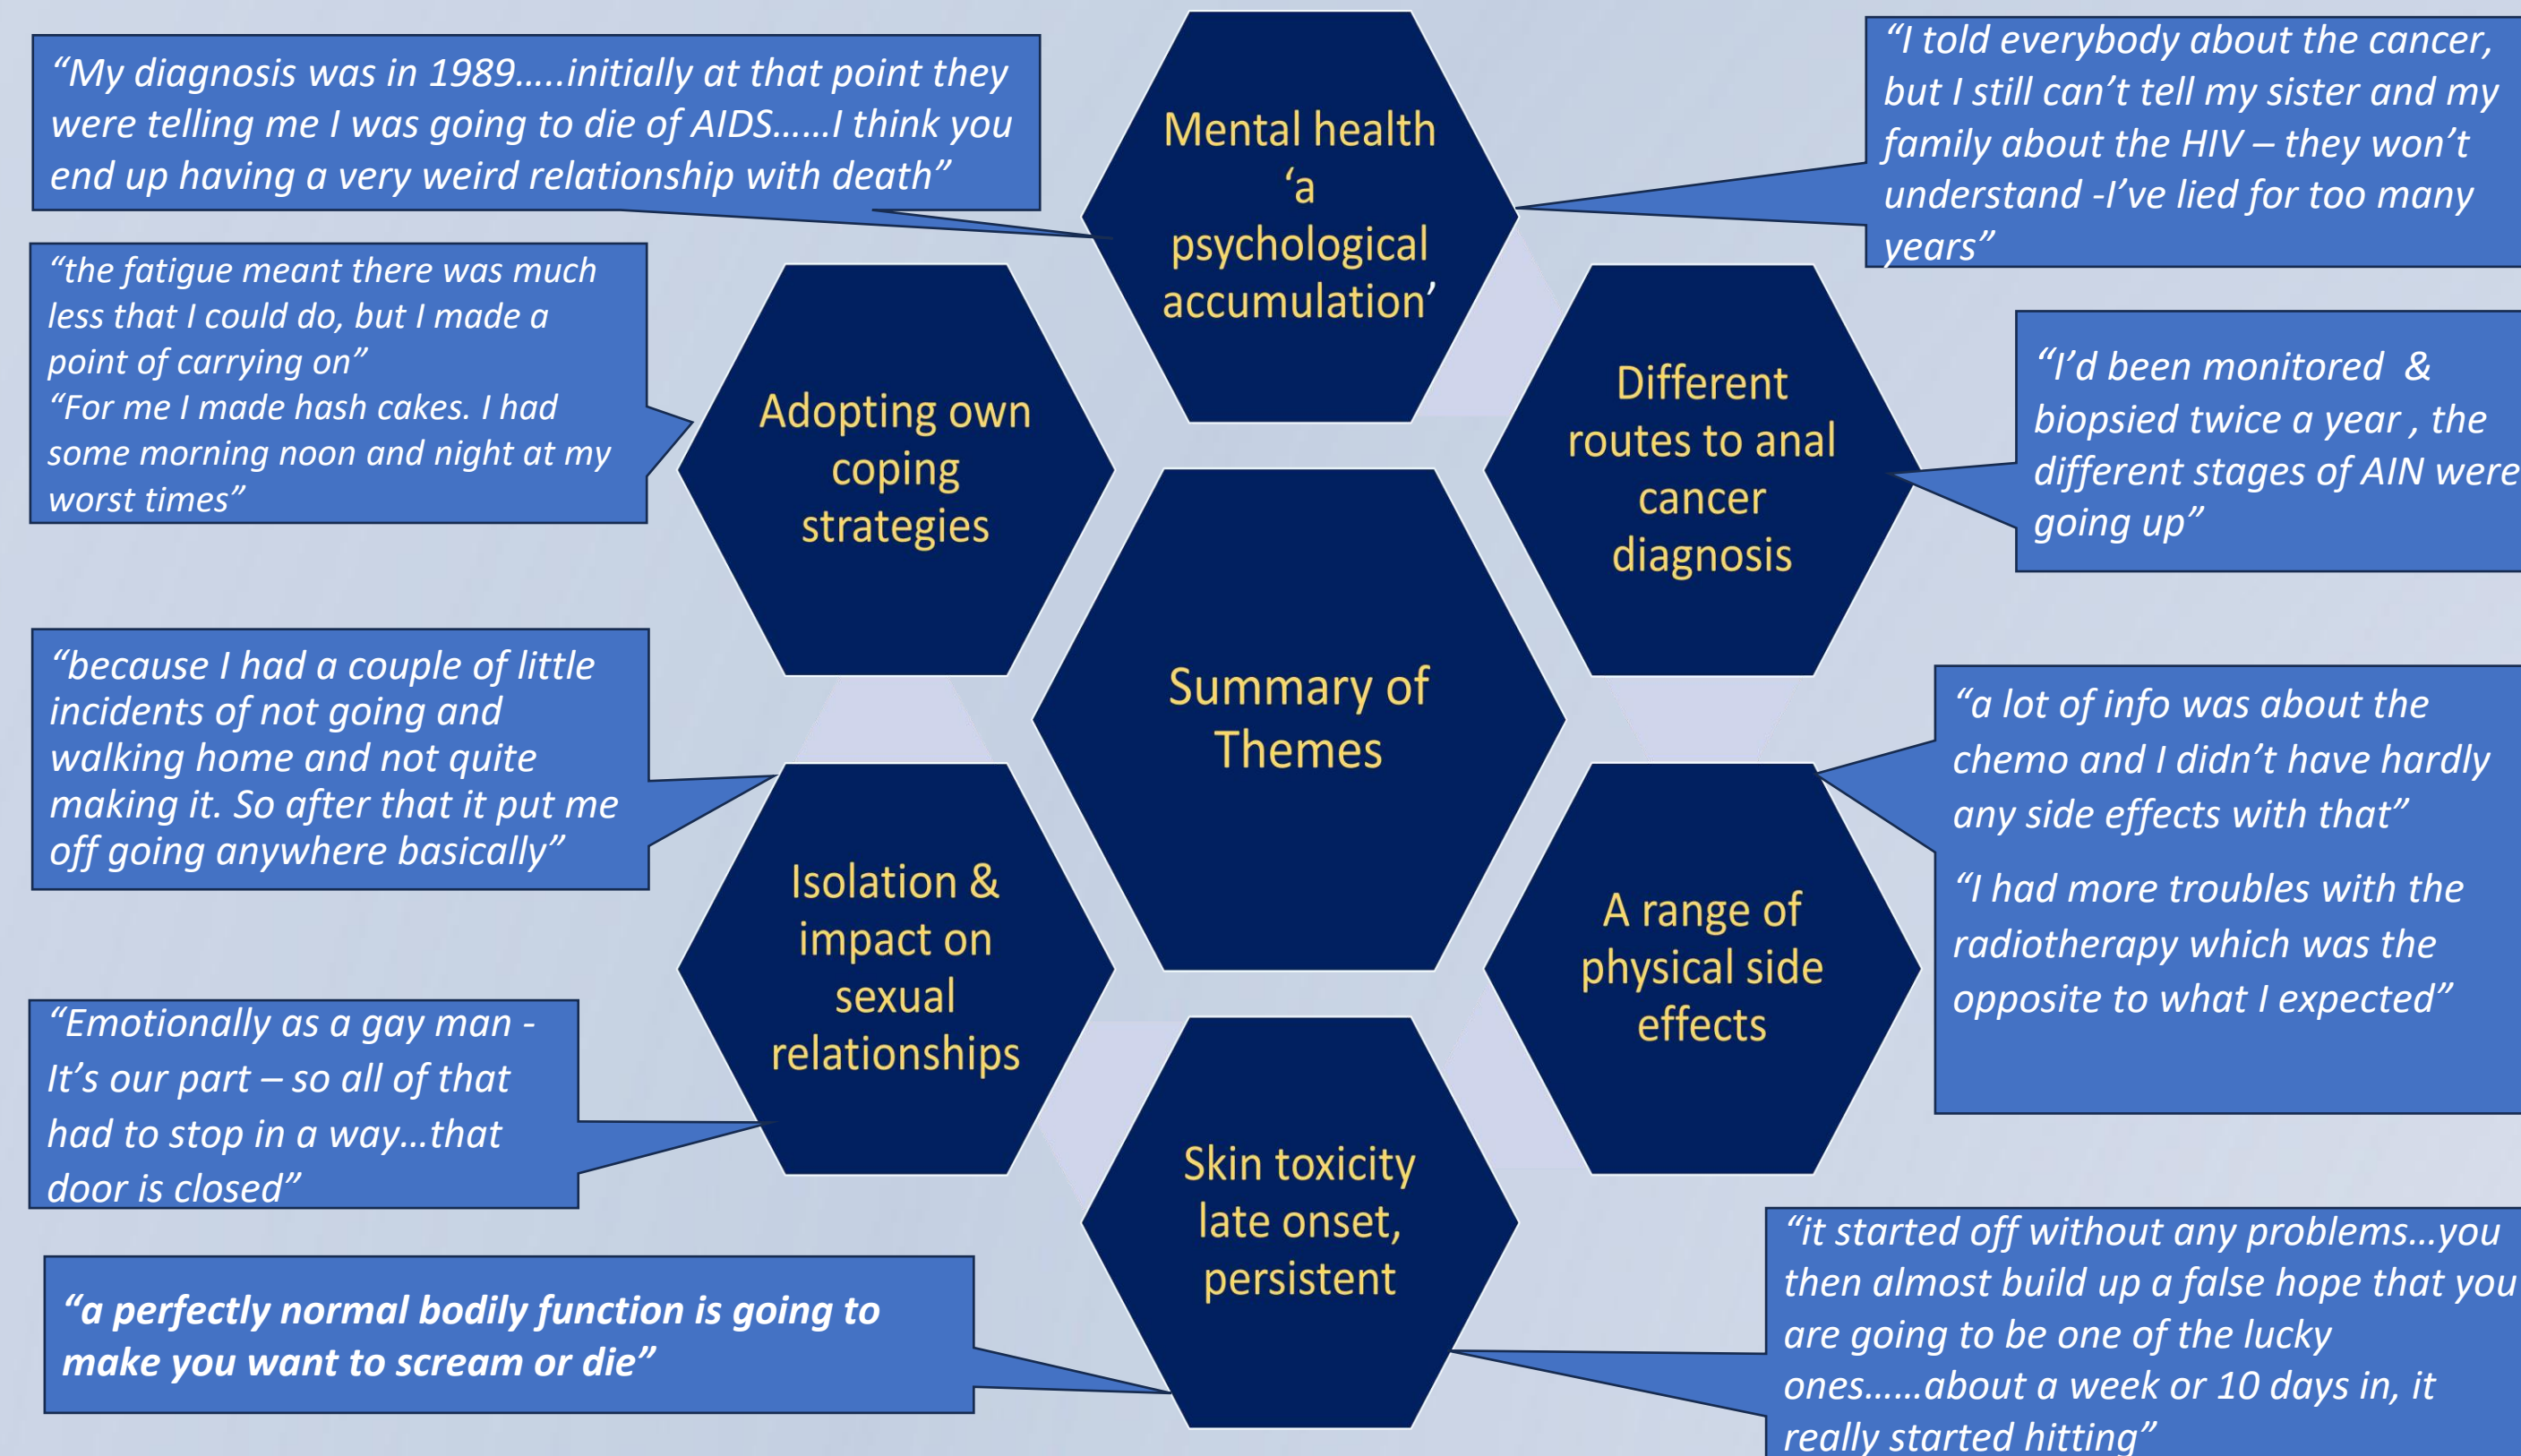 “My diagnosis was in 1989…..initially at that point they
were telling me I was going to die of AIDS……I think you
end up having a very weird relationship with death”
Mental health
‘a
psychological
accumulation’
“I told everybody about the cancer,
but I still can’t tell my sister and my
family about the HIV – they won’t
understand -I’ve lied for too many
years”
“the fatigue meant there was much
less that I could do, but I made a
point of carrying on”
“For me I made hash cakes. I had
some morning noon and night at my
worst times”
Adopting own
coping
strategies
Different
routes to anal
cancer
diagnosis
“I’d been monitored  &
biopsied twice a year , the
different stages of AIN were
going up”
Summary of
Themes
“because I had a couple of little
incidents of not going and
walking home and not quite
making it. So after that it put me
off going anywhere basically”
Isolation &
impact on
sexual
relationships
A range of
physical side
effects
“a lot of info was about the
chemo and I didn’t have hardly
any side effects with that”
“I had more troubles with the
radiotherapy which was the
opposite to what I expected”
“Emotionally as a gay man -
It’s our part – so all of that
had to stop in a way…that
door is closed”
Skin toxicity
late onset,
persistent
“a perfectly normal bodily function is going to
make you want to scream or die”
“it started off without any problems…you
then almost build up a false hope that you
are going to be one of the lucky
ones……about a week or 10 days in, it
really started hitting”